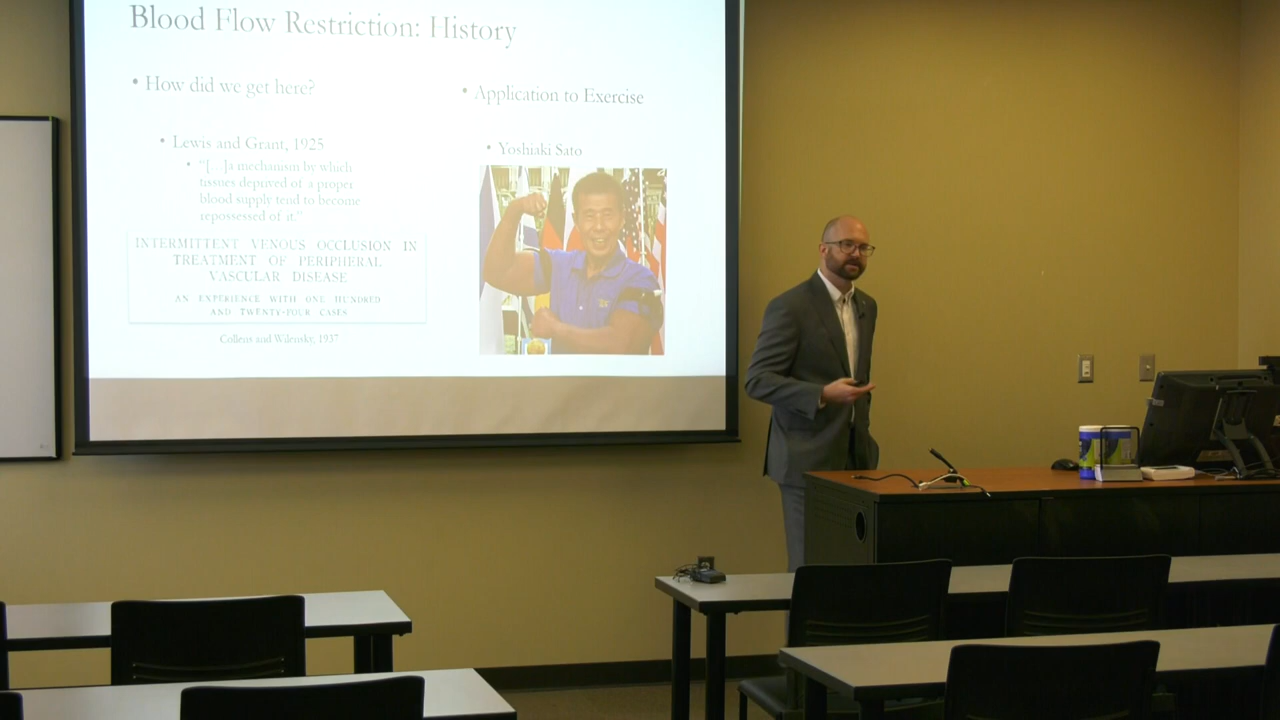 Blood Flow Restriction: History
• How did we get here?
• Lewis and Grant, 1925
• "[...]a mechanism by which
tissues deprived of a proper
blood supply tend to become
repossessed of it."
INTERMITTENT VENOUS OCCLUSION IN
TREATMENT OF PERIPHERAL
VASCULAR DISEASE
AN EXPERIENCE WITH ONE HUNDRED
AND TWENTY-FOUR CASES
Collens and Wilensky, 1937
• Application to Exercise
• Yoshiaki Sato